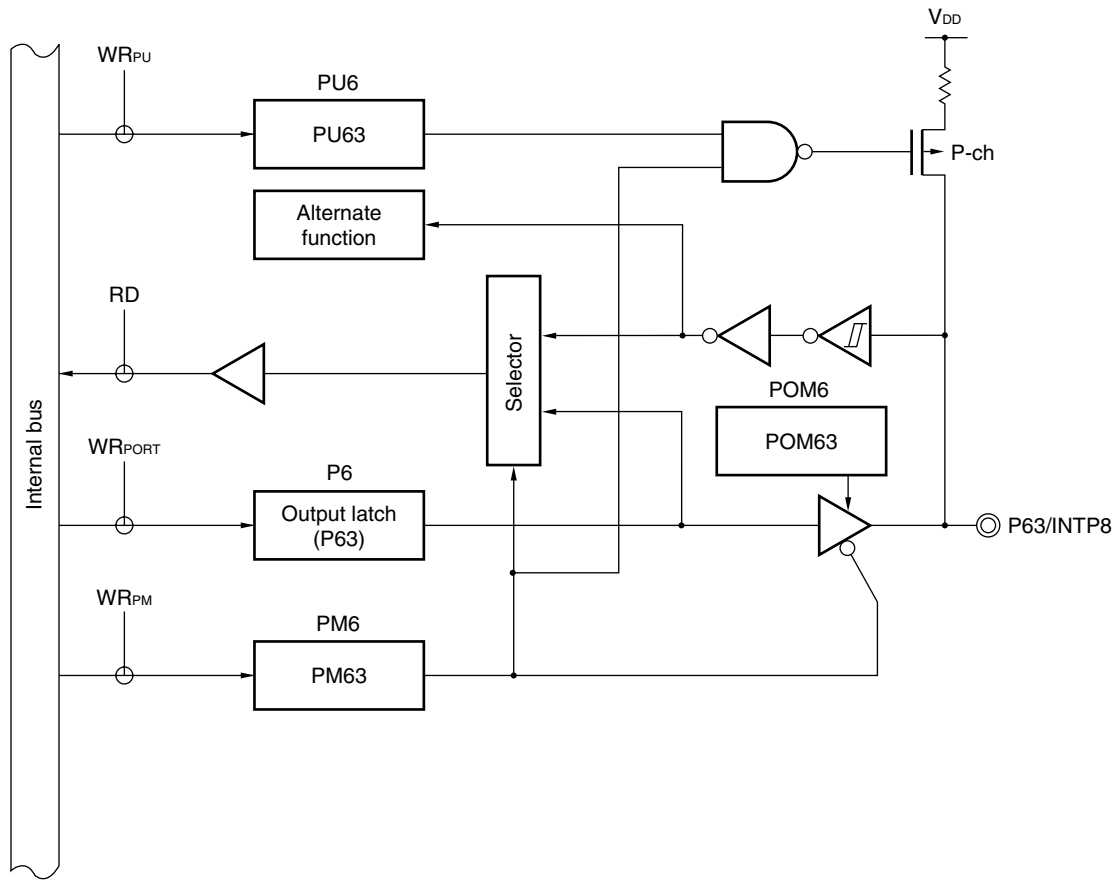 VDD
WRPU
PU6
PU63
P-ch
Alternate
function
RD
Selector
POM6
POM63
Internal bus
WRPORT
P6
Output latch
(P63)
P63/INTP8
WRPM
PM6
PM63